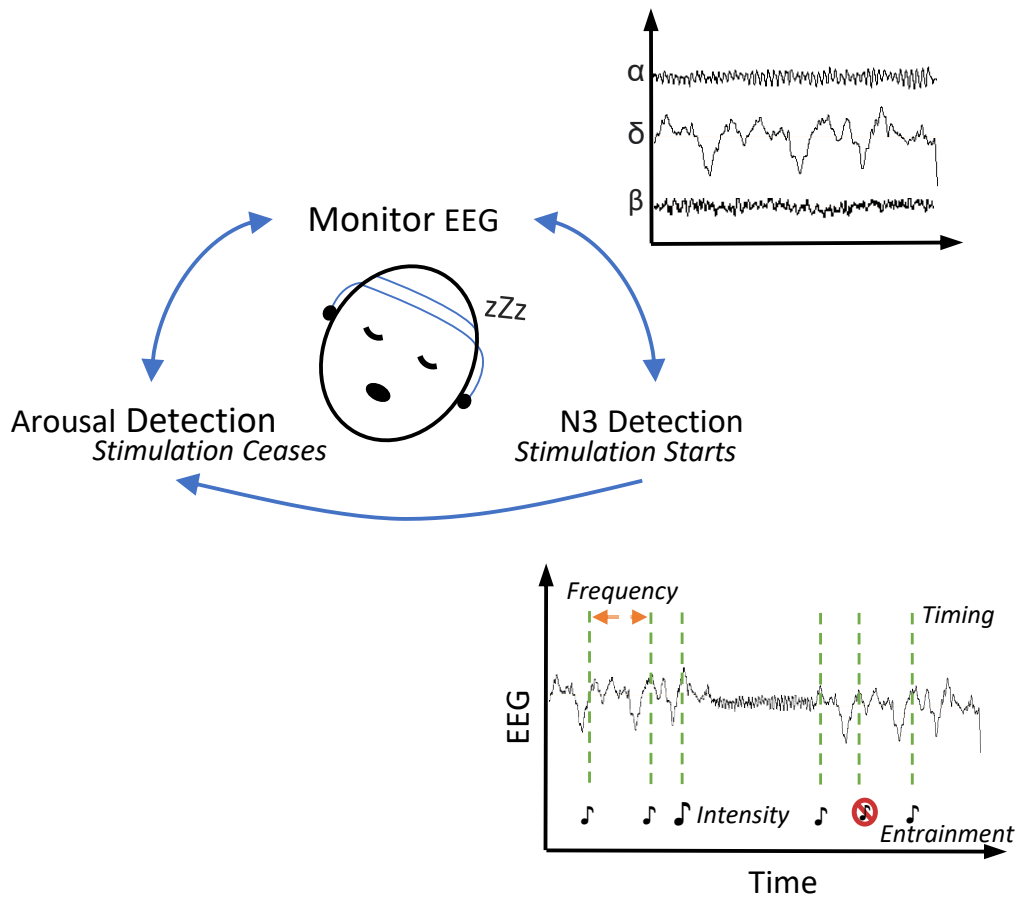 α
δ
β
Monitor EEG
zZz
Arousal Detection
Stimulation Ceases
N3 Detection
Stimulation Starts
Frequency
Timing
EEG
Intensity
Entrainment
Time